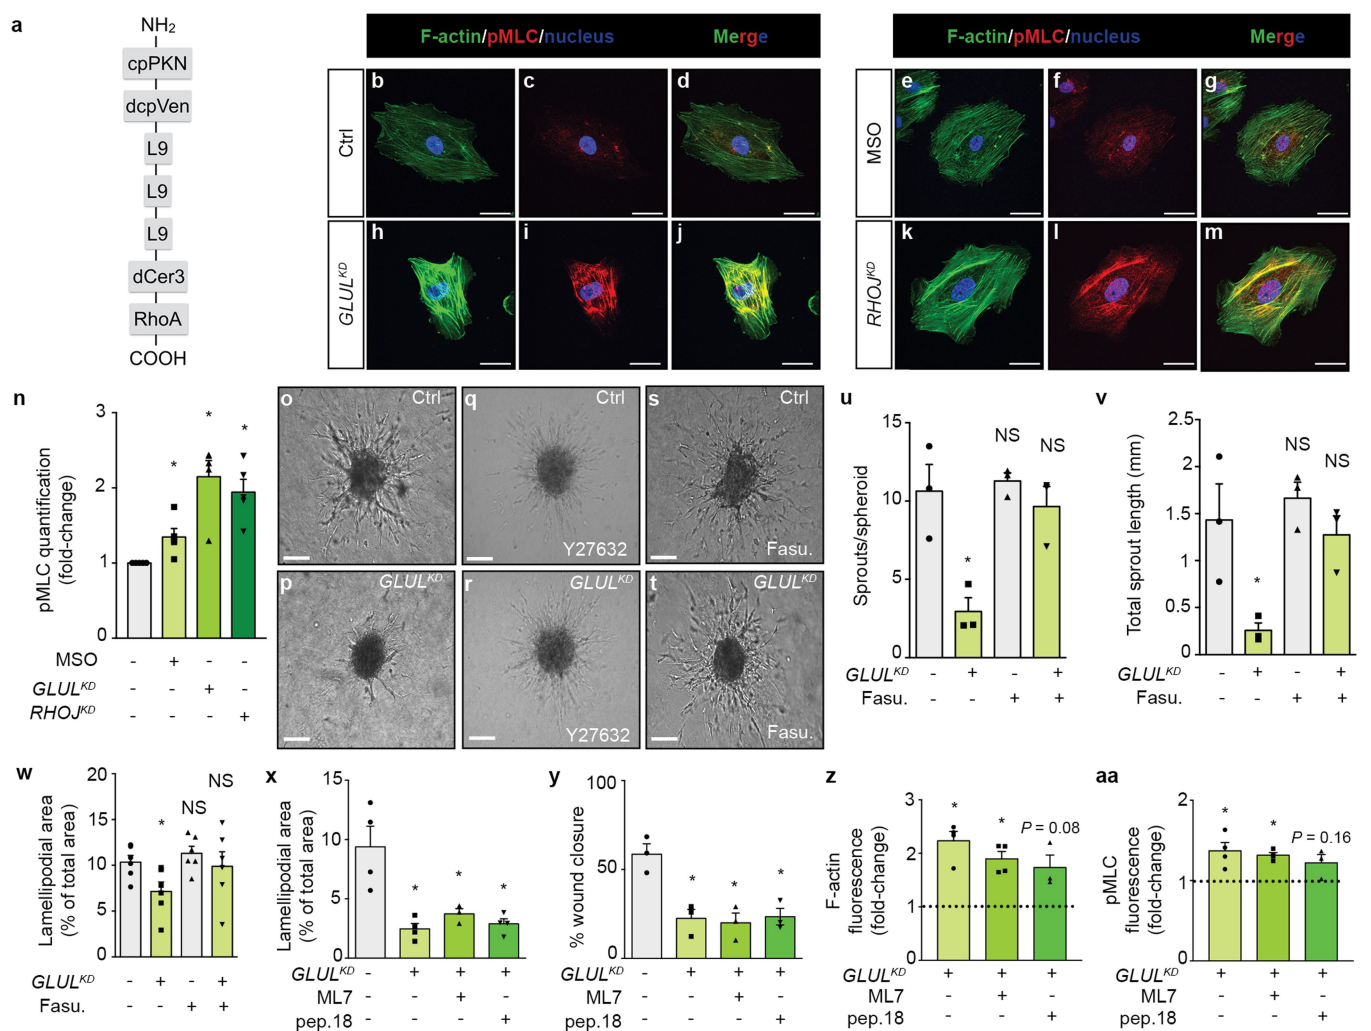 a
NH2
cpPKN
dcpVen
L9
L9
L9
dCer3
RhoA
COOH
F-actin/pMLC/nucleus Merge
F-actin/pMLC/nucleus Merge
Ctrl
b
c
d
MSO
e
f
g
GLULKD
h
i
j
RHOJKD
k
l
m
n
pMLC quantification
(fold-change)
3
2
1
0
MSO - + - -
GLULKD - - + -
RHOJKD - - - +
* * *
o Ctrl
q Ctrl
Y27632
s Ctrl
Fasu.
p GLULKD
r GLULKD
Y27632
t GLULKD
Fasu.
u
Sprouts/spheroid
15
10
5
0
* NS NS
GLULKD - + - +
Fasu. - - + +
v
Total sprout length (mm)
2.5
2
1.5
1
0.5
0
* NS NS
GLULKD - + - +
Fasu. - - + +
w
Lamellipodial area
(% of total area)
20
15
10
5
0
* NS NS
GLULKD - + - +
Fasu. - - + +
x
Lamellipodial area
(% of total area)
15
10
5
0
* * *
GLULKD - + + +
ML7 - - + -
pep.18 - - - +
y
% wound closure
100
50
0
* * *
GLULKD - + + +
ML7 - - + -
pep.18 - - - +
z
F-actin
fluorescence
(fold-change)
3
2
1
0
* * P = 0.08
GLULKD + + +
ML7 - + -
pep.18 - - +
aa
pMLC
fluorescence
(fold-change)
2
1
0
* * P = 0.16
GLULKD + + +
ML7 - + -
pep.18 - - +